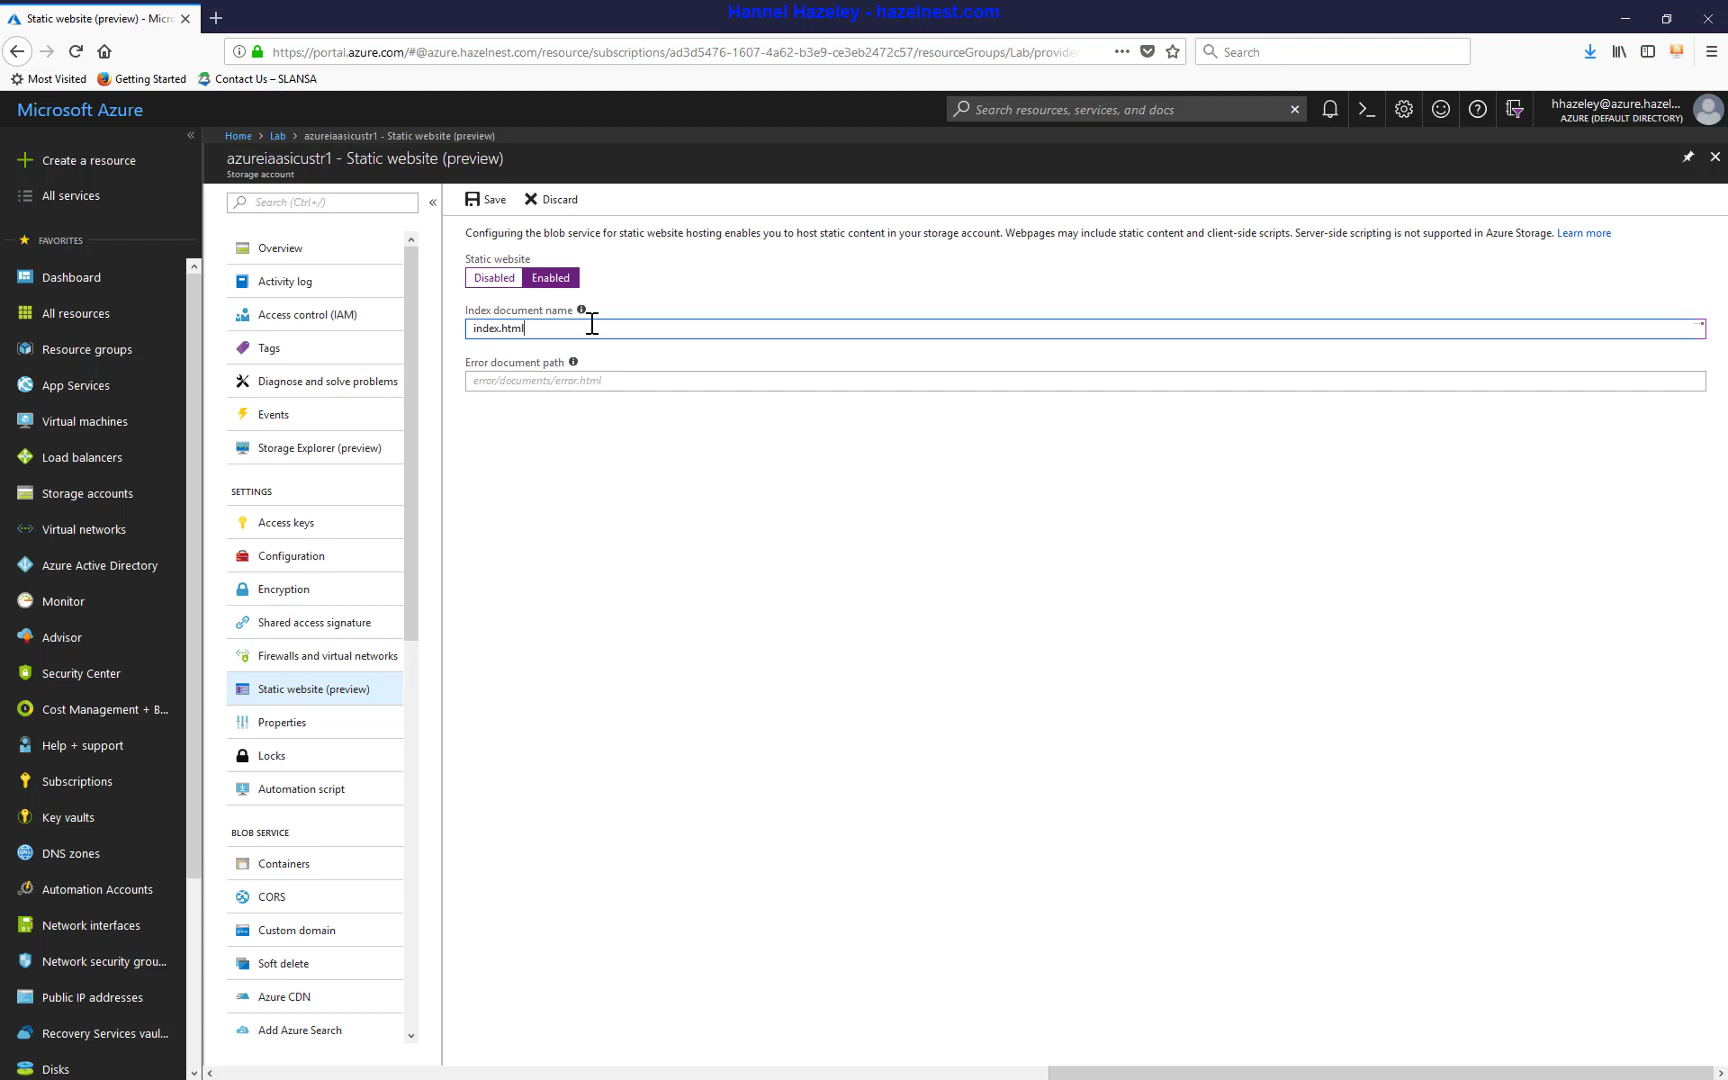 Hannel Hazeley - hazelnest.com
Static website (preview) - Micr
https://portal.azure.com/#@azure.hazelnest.com/resource/subscriptions/ad3d5476-1607-4a62-b3e9-ce3eb2472c57/resourceGroups/Lab/provide
Search
Most Visited
Getting Started
Contact Us – SLANSA
Microsoft Azure
Search resources, services, and docs
hhazeley@azure.hazel...
AZURE (DEFAULT DIRECTORY)
Create a resource
All services
FAVORITES
Dashboard
All resources
Resource groups
App Services
Virtual machines
Load balancers
Storage accounts
Virtual networks
Azure Active Directory
Monitor
Advisor
Security Center
Cost Management + B...
Help + support
Subscriptions
Key vaults
DNS zones
Automation Accounts
Network interfaces
Network security grou...
Public IP addresses
Recovery Services vaul...
Disks
Home > Lab > azureiaasicustr1 - Static website (preview)
azureiaasicustr1 - Static website (preview)
Storage account
Search (Ctrl+/)
Overview
Activity log
Access control (IAM)
Tags
Diagnose and solve problems
Events
Storage Explorer (preview)
SETTINGS
Access keys
Configuration
Encryption
Shared access signature
Firewalls and virtual networks
Static website (preview)
Properties
Locks
Automation script
BLOB SERVICE
Containers
CORS
Custom domain
Soft delete
Azure CDN
Add Azure Search
Save
Discard
Configuring the blob service for static website hosting enables you to host static content in your storage account. Webpages may include static content and client-side scripts. Server-side scripting is not supported in Azure Storage. Learn more
Static website
Disabled
Enabled
Index document name
index.html
Error document path
error/documents/error.html